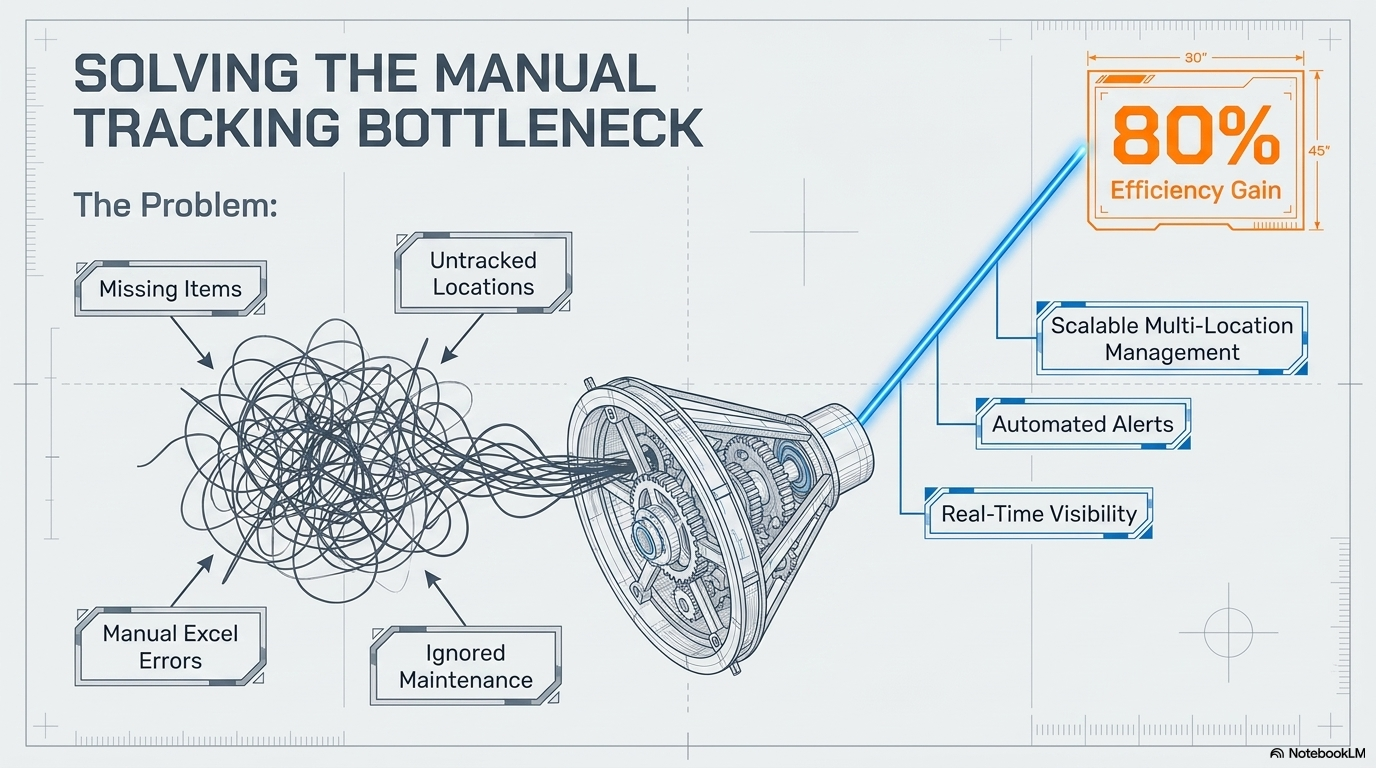 SOLVING THE MANUAL
TRACKING BOTTLENECK
The Problem:
Missing Items
Untracked
Locations
Manual Excel
Errors
Ignored
Maintenance
30"
45"
80%
Efficiency Gain
Scalable Multi-Location
Management
Automated Alerts
Real-Time Visibility
NotebookLM